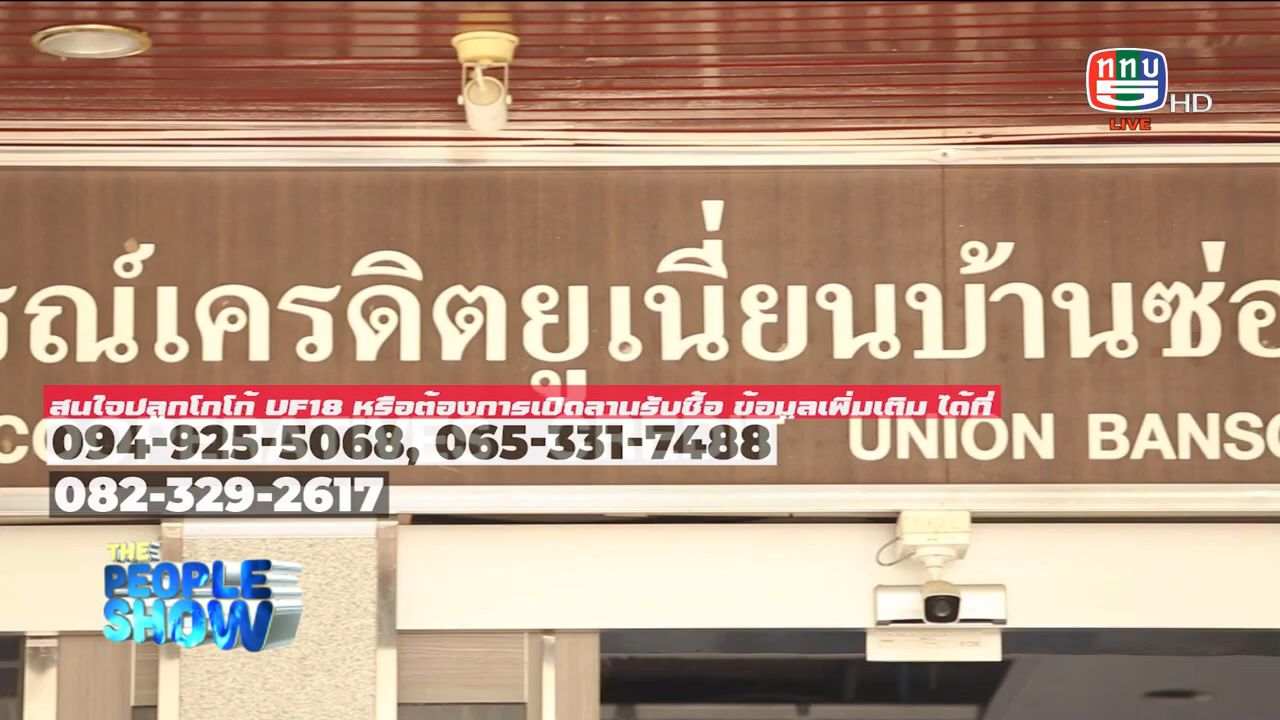 ททบ
5 HD
LIVE
รณ์เครดิตยูเนี่ยนบ้านซ่อ
UNION BANSO
สนใจปลูกโกโก้ UF18 หรือต้องการเปิดลานรับซื้อ ข้อมูลเพิ่มเติม ได้ที่
094-925-5068, 065-331-7488
082-329-2617
THE
PEOPLE
SHOW